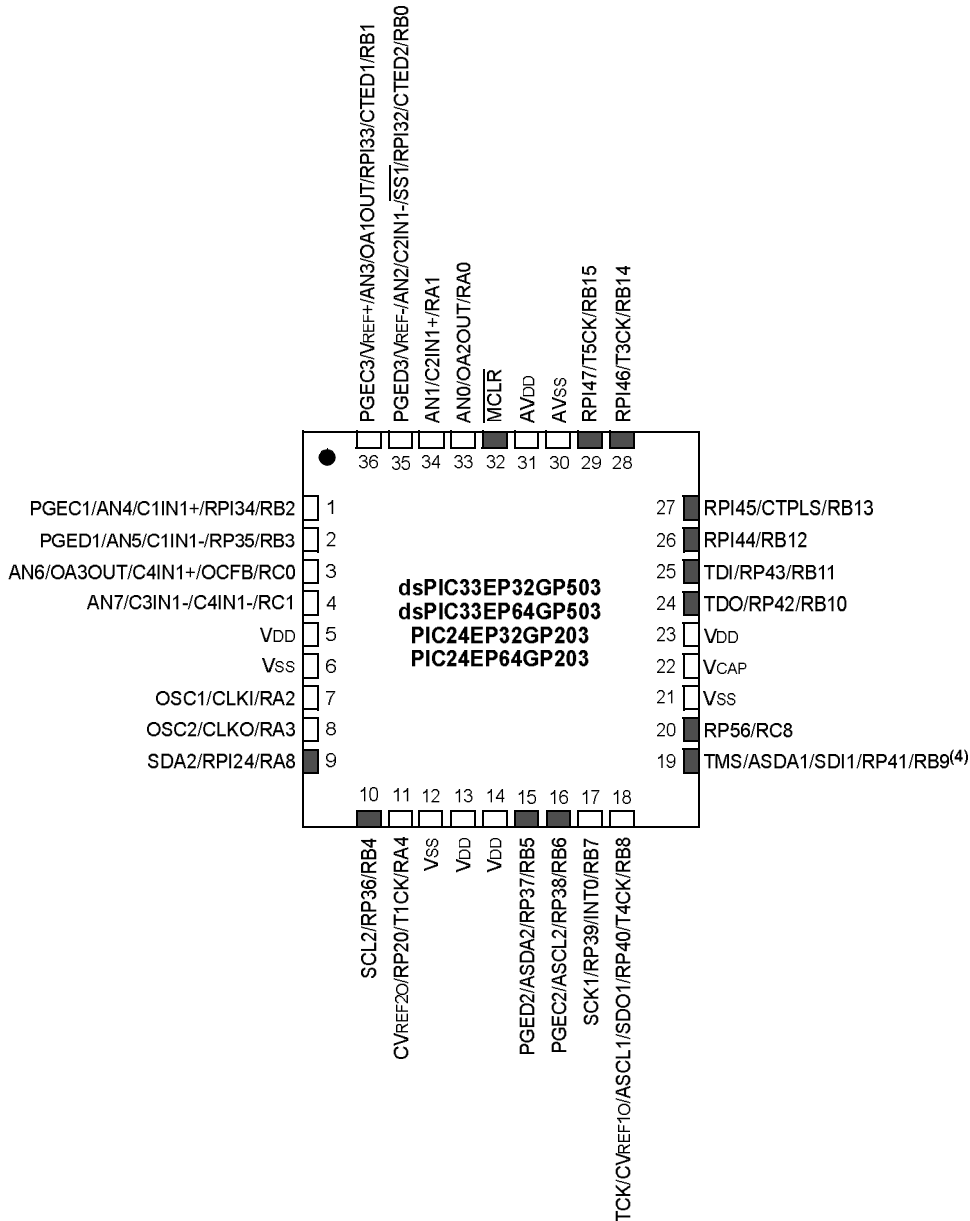 PGEC3/VREF+/AN3/OA1OUT/RPI33/CTED1/RB1
PGED3/VREF-/AN2/C2IN1-/SS1/RPI32/CTED2/RB0
AN1/C2IN1+/RA1
AN0/OA2OUT/RA0
MCLR
AVDD
AVSS
RPI47/T5CK/RB15
RPI46/T3CK/RB14
36 35 34 33 32 31 30 29 28
PGEC1/AN4/C1IN1+/RPI34/RB2 1
PGED1/AN5/C1IN1-/RP35/RB3 2
AN6/OA3OUT/C4IN1+/OCFB/RC0 3
AN7/C3IN1-/C4IN1-/RC1 4
VDD 5
VSS 6
OSC1/CLKI/RA2 7
OSC2/CLKO/RA3 8
SDA2/RPI24/RA8 9
dsPIC33EP32GP503
dsPIC33EP64GP503
PIC24EP32GP203
PIC24EP64GP203
27 RPI45/CTPLS/RB13
26 RPI44/RB12
25 TDI/RP43/RB11
24 TDO/RP42/RB10
23 VDD
22 VCAP
21 VSS
20 RP56/RC8
19 TMS/ASDA1/SDI1/RP41/RB9(4)
10 11 12 13 14 15 16 17 18
SCL2/RP36/RB4
CVREF2O/RP20/T1CK/RA4
VSS
VDD
VDD
PGED2/ASDA2/RP37/RB5
PGEC2/ASCL2/RP38/RB6
SCK1/RP39/INT0/RB7
TCK/CVREF1O/ASCL1/SDO1/RP40/T4CK/RB8